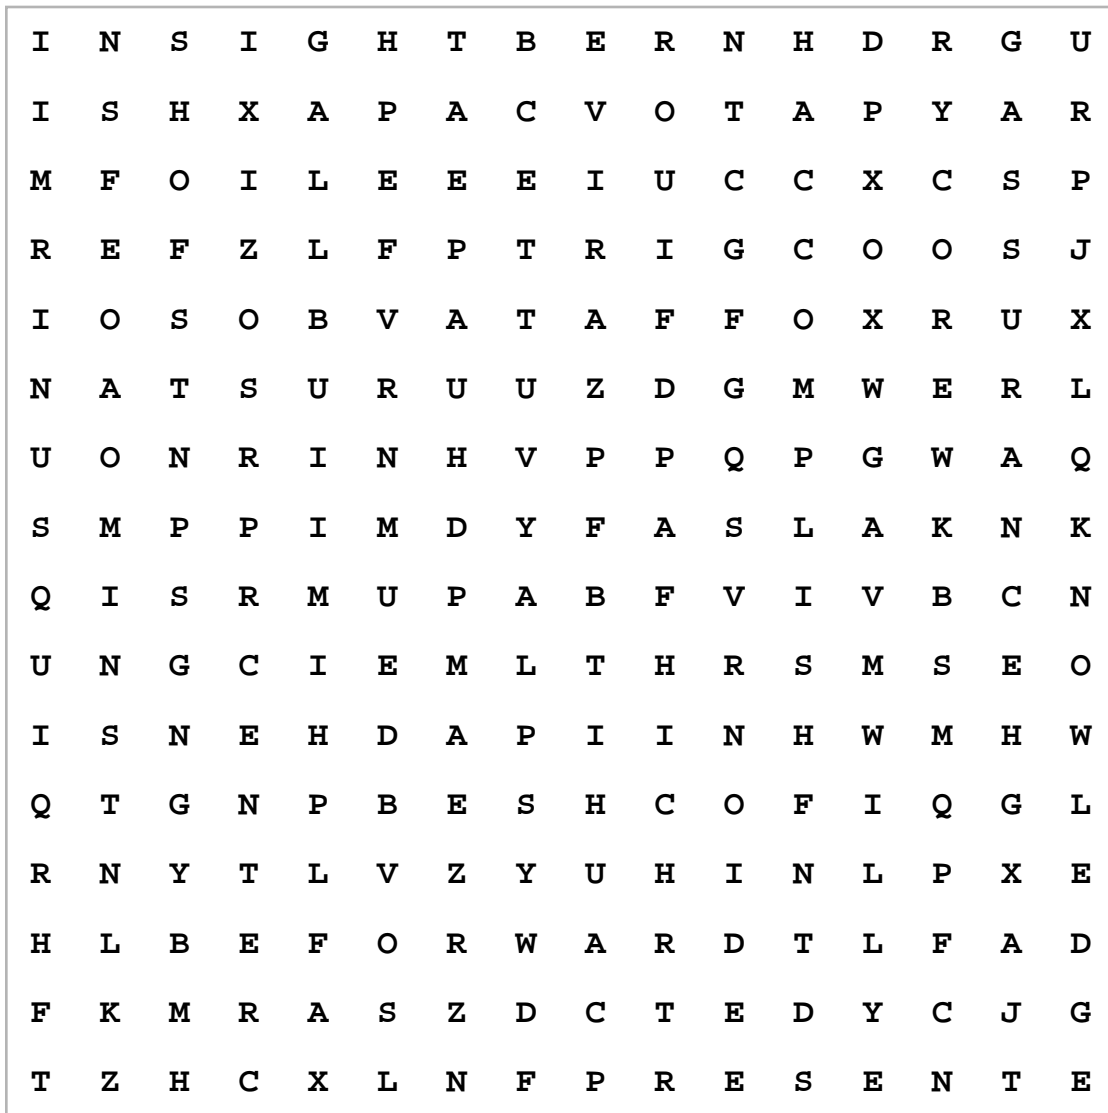 I N S I G H T B E R N H D R G U
I S H X A P A C V O T A P Y A R
M F O I L E E E I U C C X C S P
R E F Z L F P T R I G C O O S J
I O S O B V A T A F F O X R U X
N A T S U R U U Z D G M W E R L
U O N R I N H V P P Q P G W A Q
S M P P I M D Y F A S L A K N K
Q I S R M U P A B F V I V B C N
U N G C I E M L T H R S M S E O
I S N E H D A P I I N H W M H W
Q T G N P B E S H C O F I Q G L
R N Y T L V Z Y U H I N L P X E
H L B E F O R W A R D T L F A D
F K M R A S Z D C T E D Y C J G
T Z H C X L N F P R E S E N T E